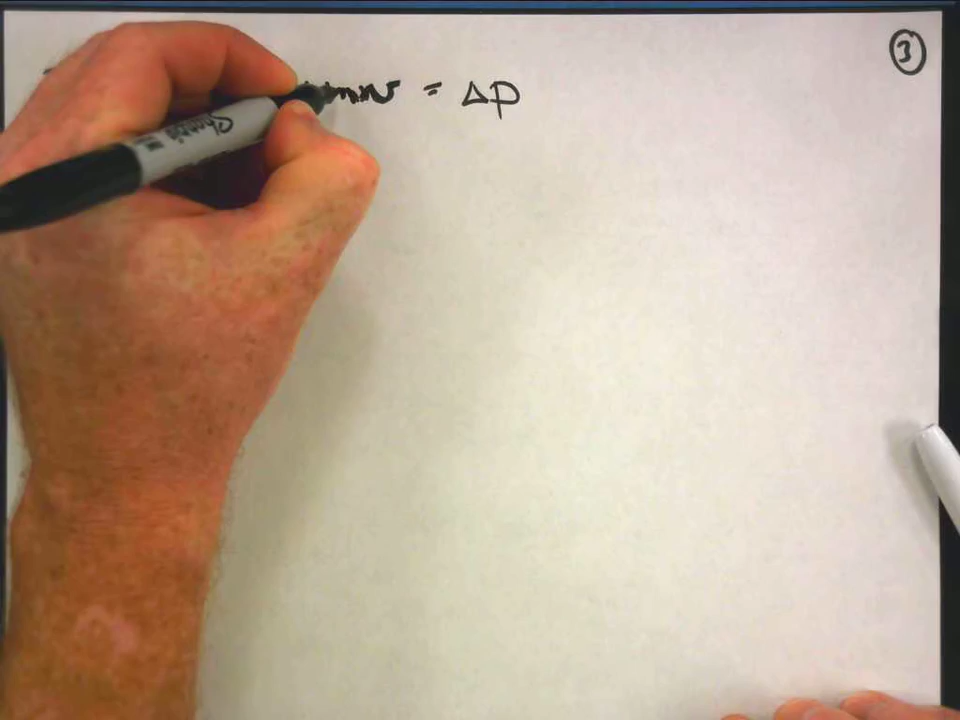 ③
= Δp
Sharpie